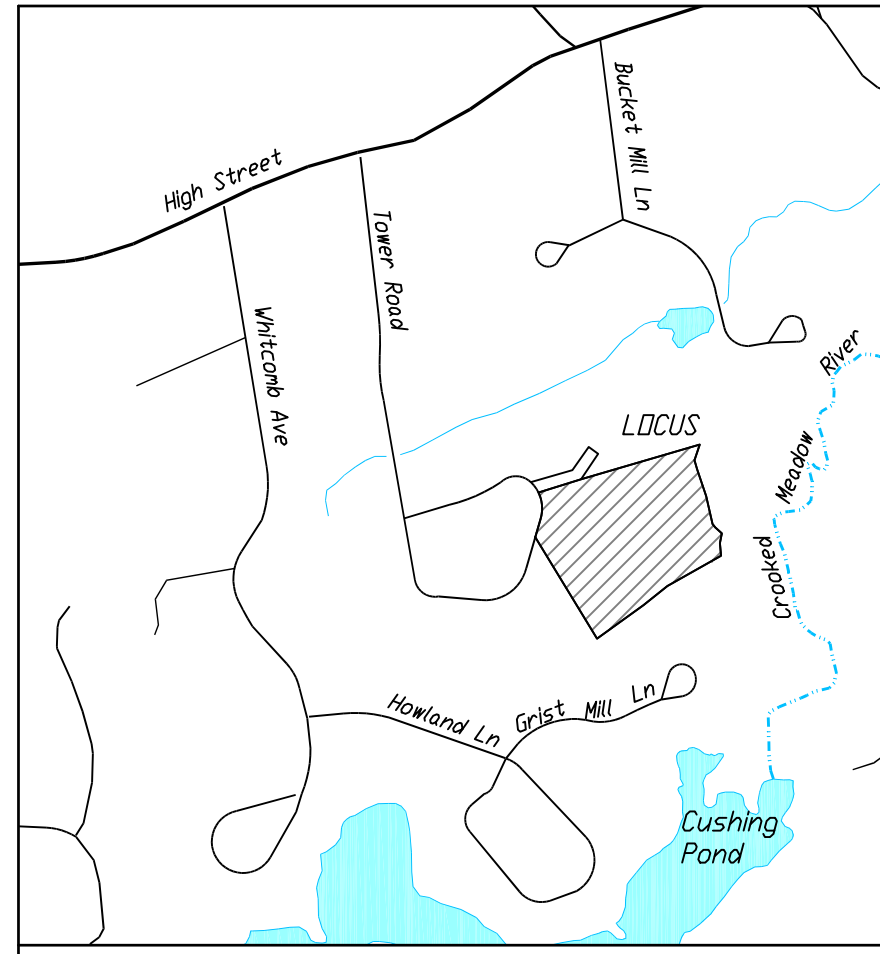 High Street
Bucket Mill Ln
Tower Road
Whitcomb Ave
River
Meadow
Crooked
LOCUS
Howland Ln
Grist Mill Ln
Cushing
Pond